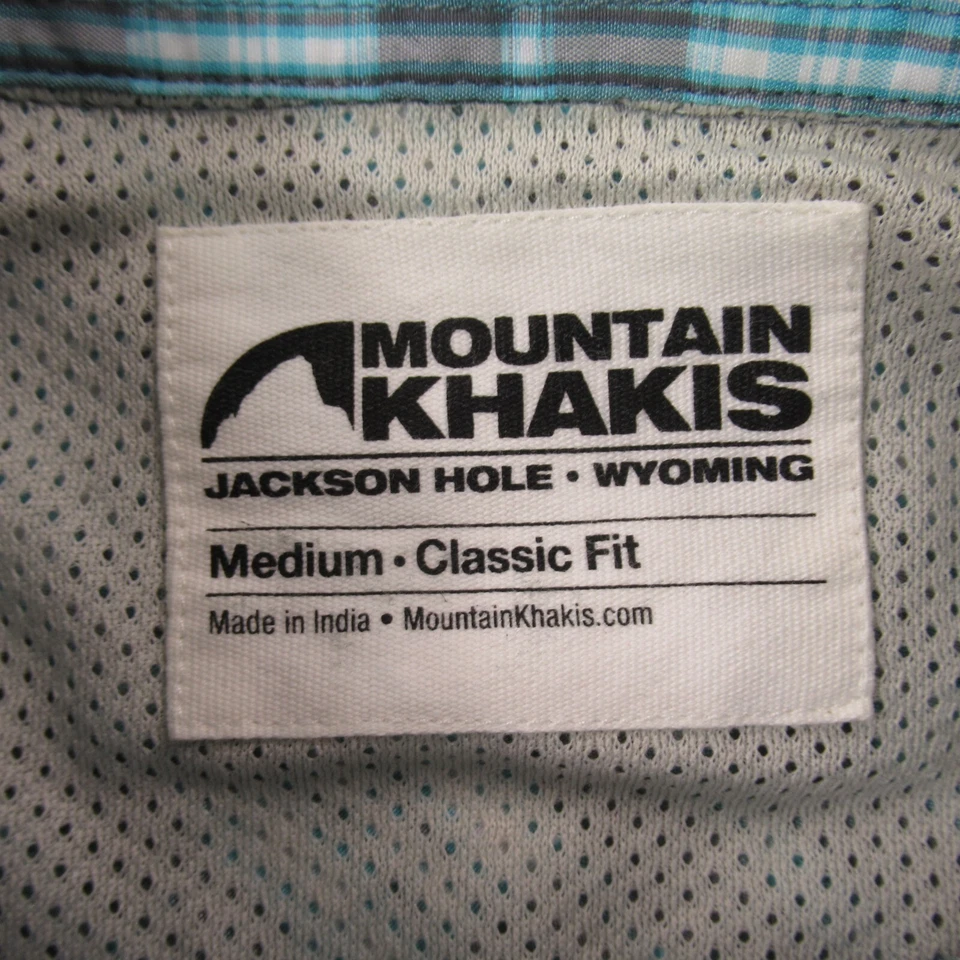 MOUNTAIN
KHAKIS
JACKSON HOLE • WYOMING
Medium • Classic Fit
Made in India • MountainKhakis.com